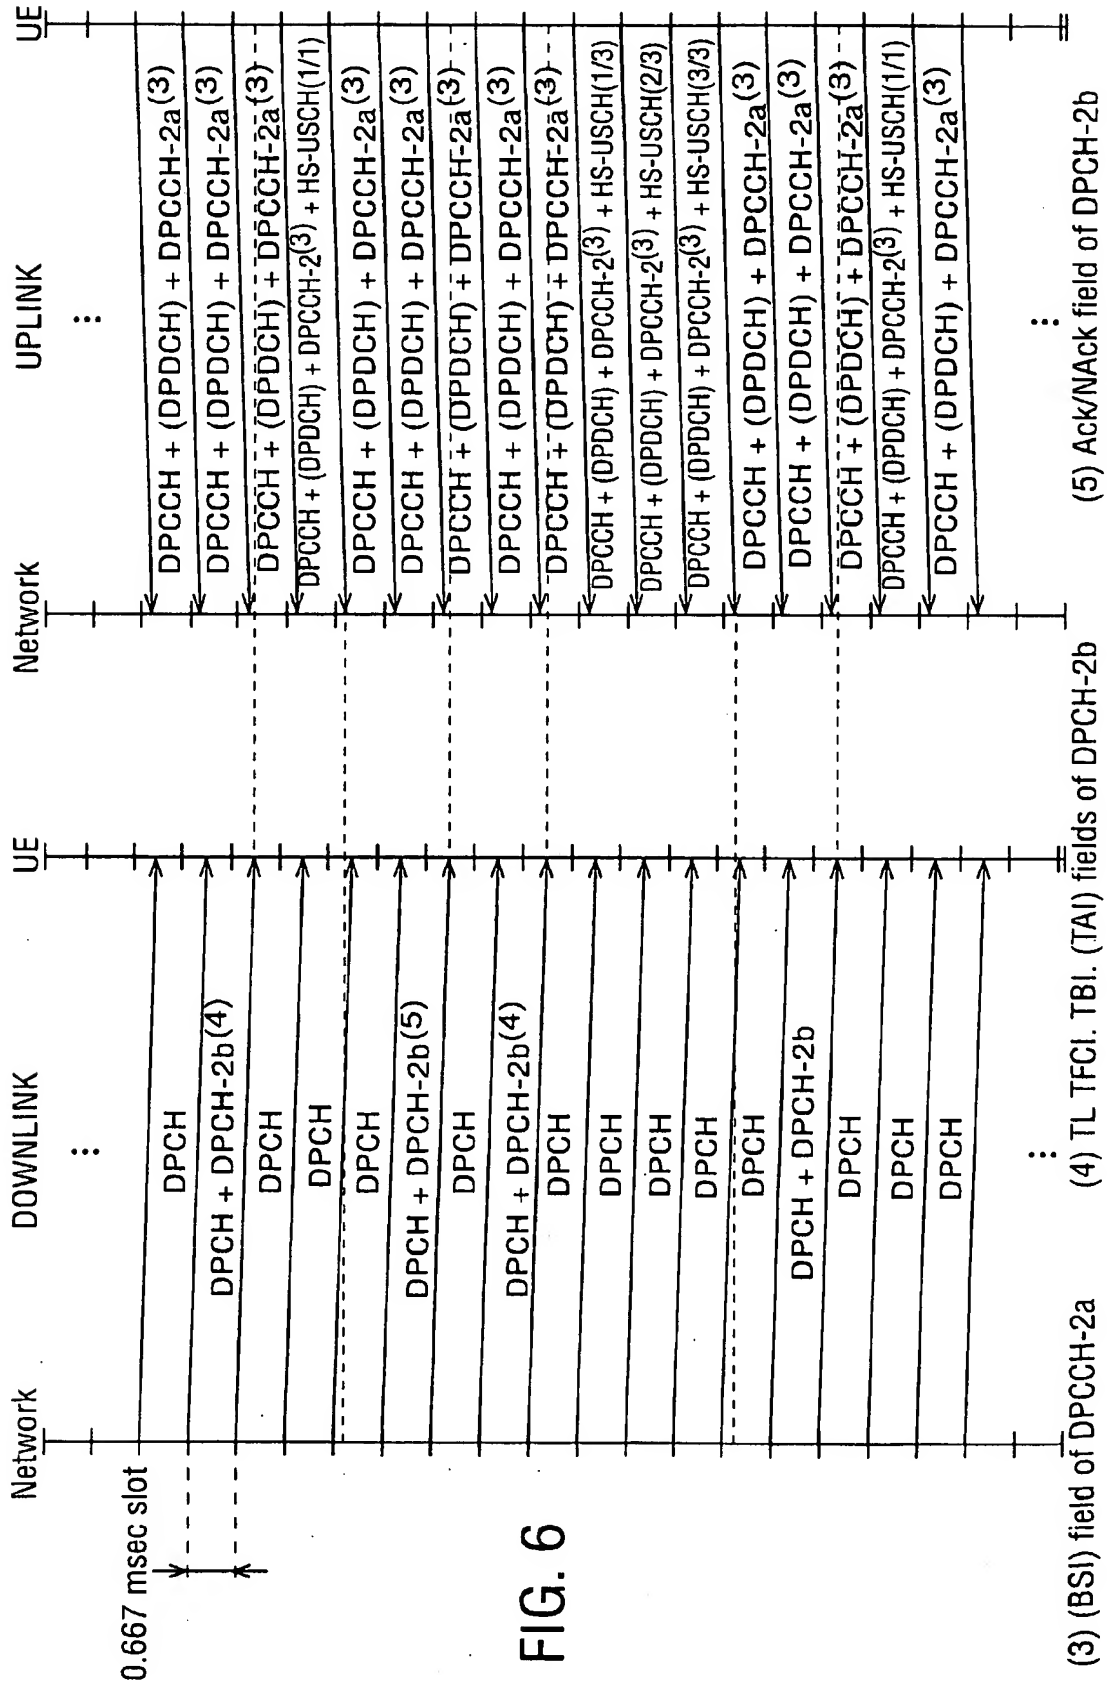 DOWNLINK
UPLINK
Network
UE
Network
UE
0.667 msec slot
...
DPCH
DPCH + DPCH-2b(4)
DPCH
DPCH
DPCH
DPCH + DPCH-2b(5)
DPCH
DPCH + DPCH-2b(4)
DPCH
DPCH
DPCH
DPCH
DPCH
DPCH + DPCH-2b
DPCH
DPCH
DPCH
...
...
DPCCH + (DPDCH) + DPCCH-2a(3)
DPCCH + (DPDCH) + DPCCH-2a(3)
DPCCH + (DPDCH) + DPCCH-2a(3)
DPCCH + (DPDCH) + DPCCH-2(3) + HS-USCH(1/1)
DPCCH + (DPDCH) + DPCCH-2a(3)
DPCCH + (DPDCH) + DPCCH-2a(3)
DPCCH + (DPDCH) + DPCCH-2a(3)
DPCCH + (DPDCH) + DPCCH-2a(3)
DPCCH + (DPDCH) + DPCCH-2a(3)
DPCCH + (DPDCH) + DPCCH-2(3) + HS-USCH(1/3)
DPCCH + (DPDCH) + DPCCH-2(3) + HS-USCH(2/3)
DPCCH + (DPDCH) + DPCCH-2(3) + HS-USCH(3/3)
DPCCH + (DPDCH) + DPCCH-2a(3)
DPCCH + (DPDCH) + DPCCH-2a(3)
DPCCH + (DPDCH) + DPCCH-2a(3)
DPCCH + (DPDCH) + DPCCH-2(3) + HS-USCH(1/1)
DPCCH + (DPDCH) + DPCCH-2a(3)
...
FIG. 6
(3) (BSI) field of DPCCH-2a
(4) TL TFCI. TBI. (TAI) fields of DPCH-2b
(5) Ack/NAck field of DPCH-2b